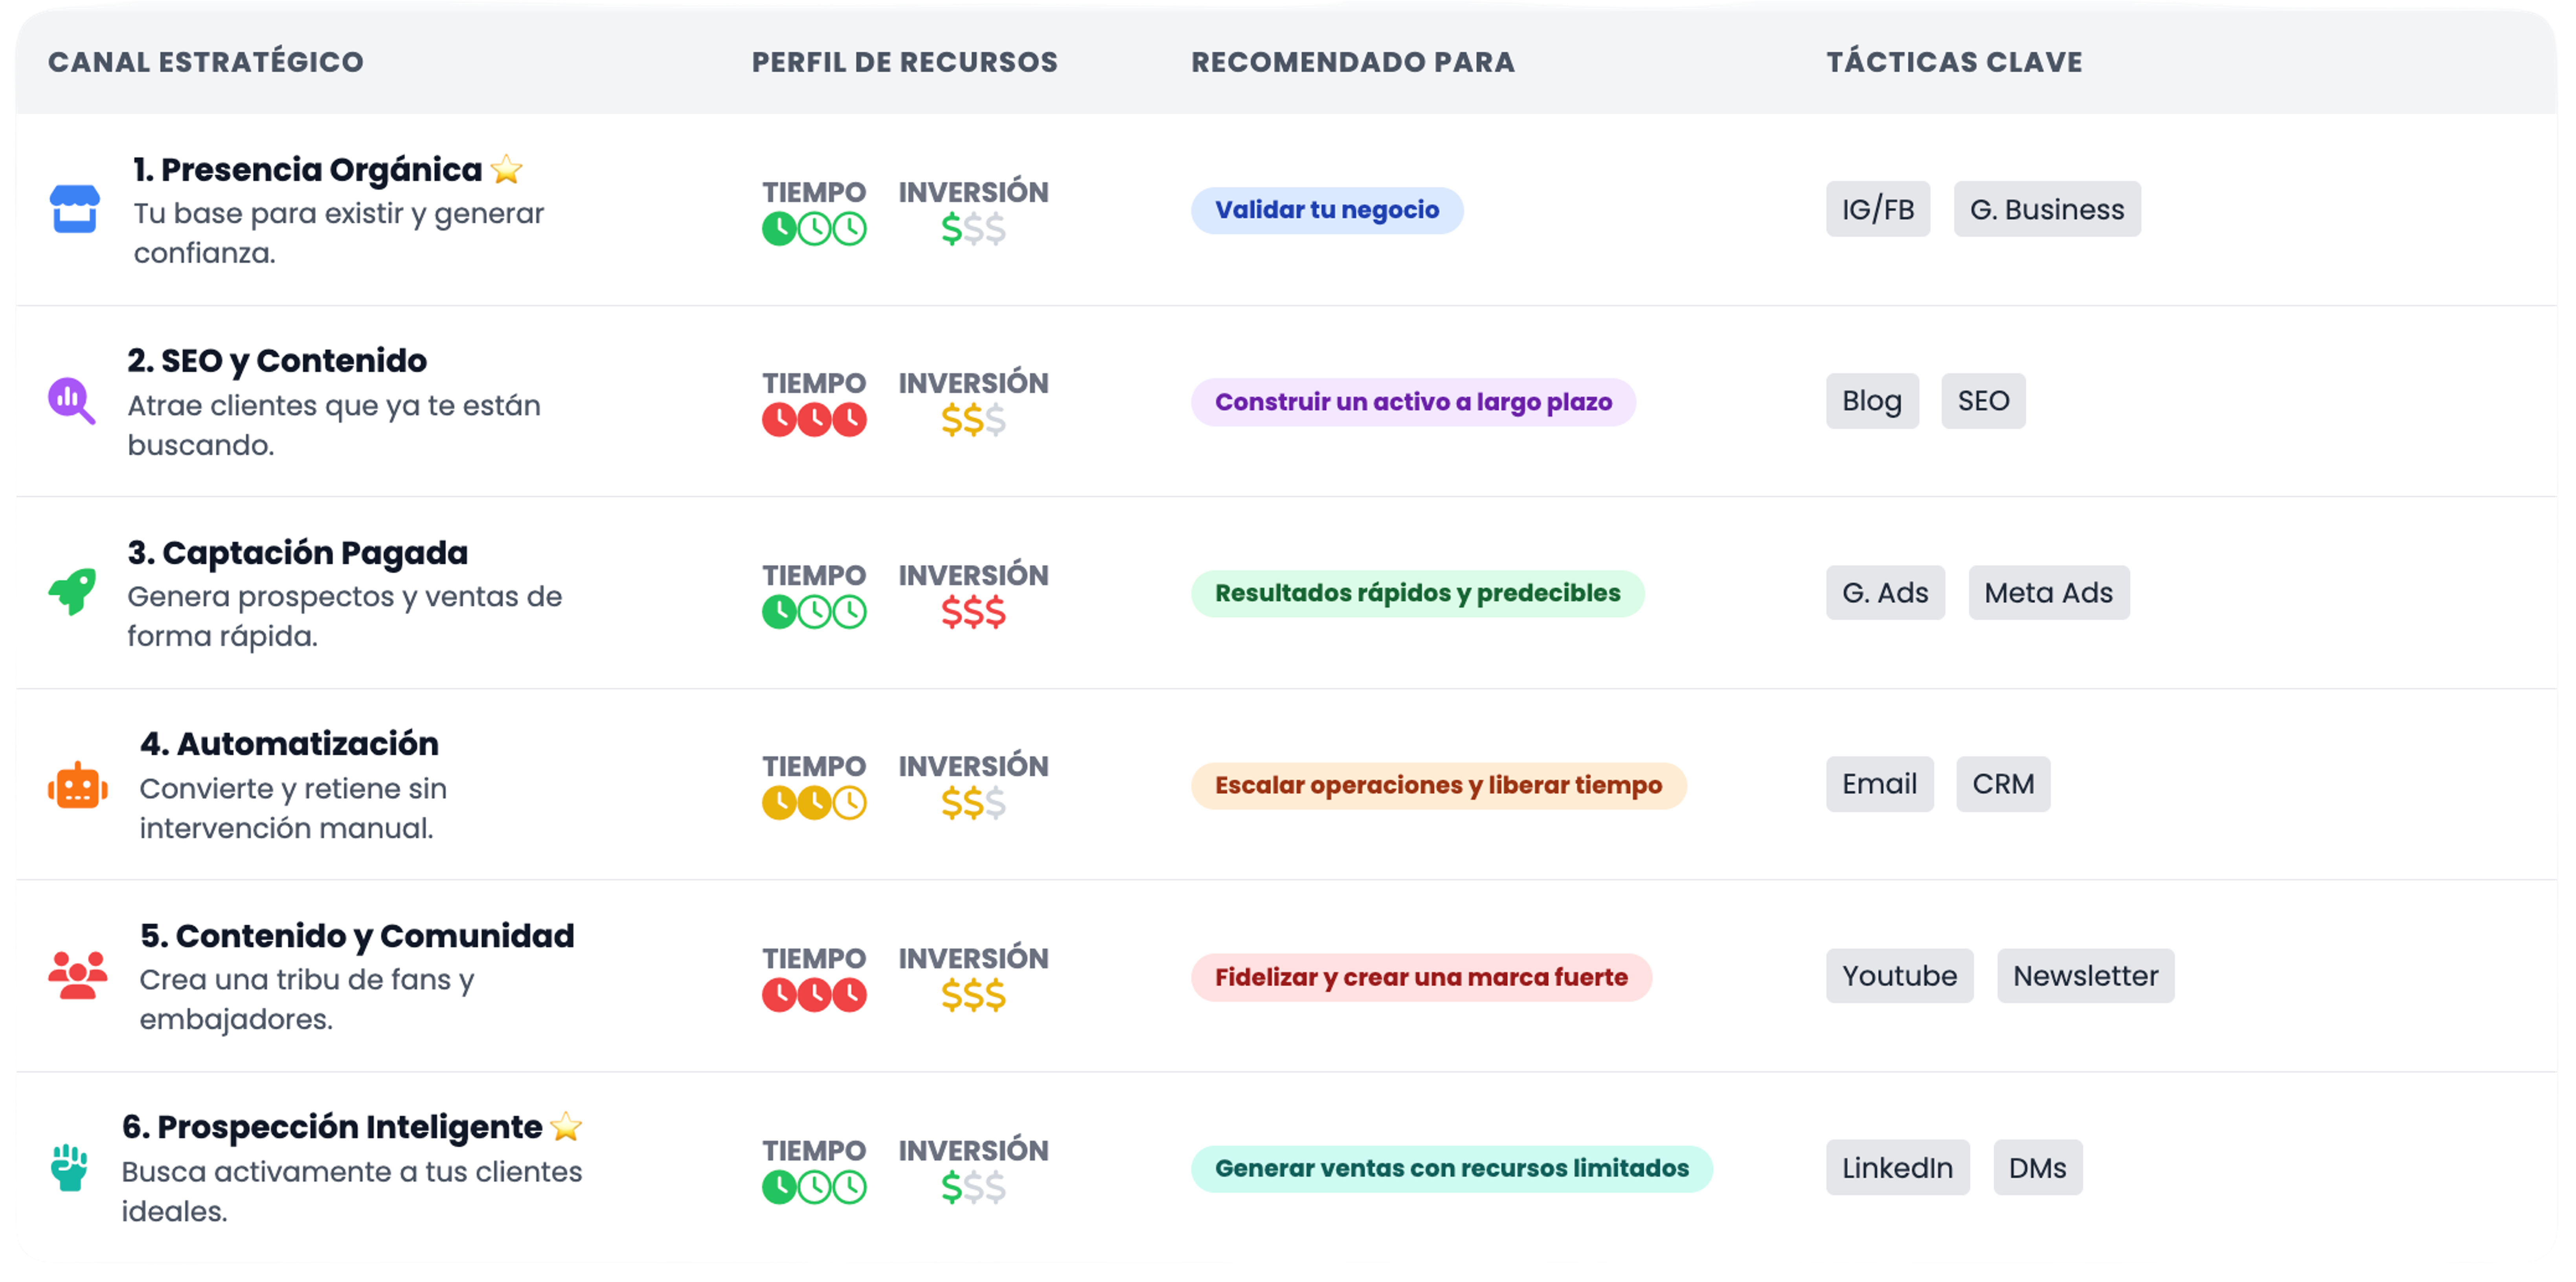 CANAL ESTRATÉGICO PERFIL DE RECURSOS RECOMENDADO PARA TÁCTICAS CLAVE
1. Presencia Orgánica ⭐
Tu base para existir y generar
confianza.
TIEMPO INVERSIÓN
$$$
Validar tu negocio
IG/FB G. Business
2. SEO y Contenido
Atrae clientes que ya te están
buscando.
TIEMPO INVERSIÓN
$$$
Construir un activo a largo plazo
Blog SEO
3. Captación Pagada
Genera prospectos y ventas de
forma rápida.
TIEMPO INVERSIÓN
$$$
Resultados rápidos y predecibles
G. Ads Meta Ads
4. Automatización
Convierte y retiene sin
intervención manual.
TIEMPO INVERSIÓN
$$$
Escalar operaciones y liberar tiempo
Email CRM
5. Contenido y Comunidad
Crea una tribu de fans y
embajadores.
TIEMPO INVERSIÓN
$$$
Fidelizar y crear una marca fuerte
Youtube Newsletter
6. Prospección Inteligente ⭐
Busca activamente a tus clientes
ideales.
TIEMPO INVERSIÓN
$$$
Generar ventas con recursos limitados
LinkedIn DMs